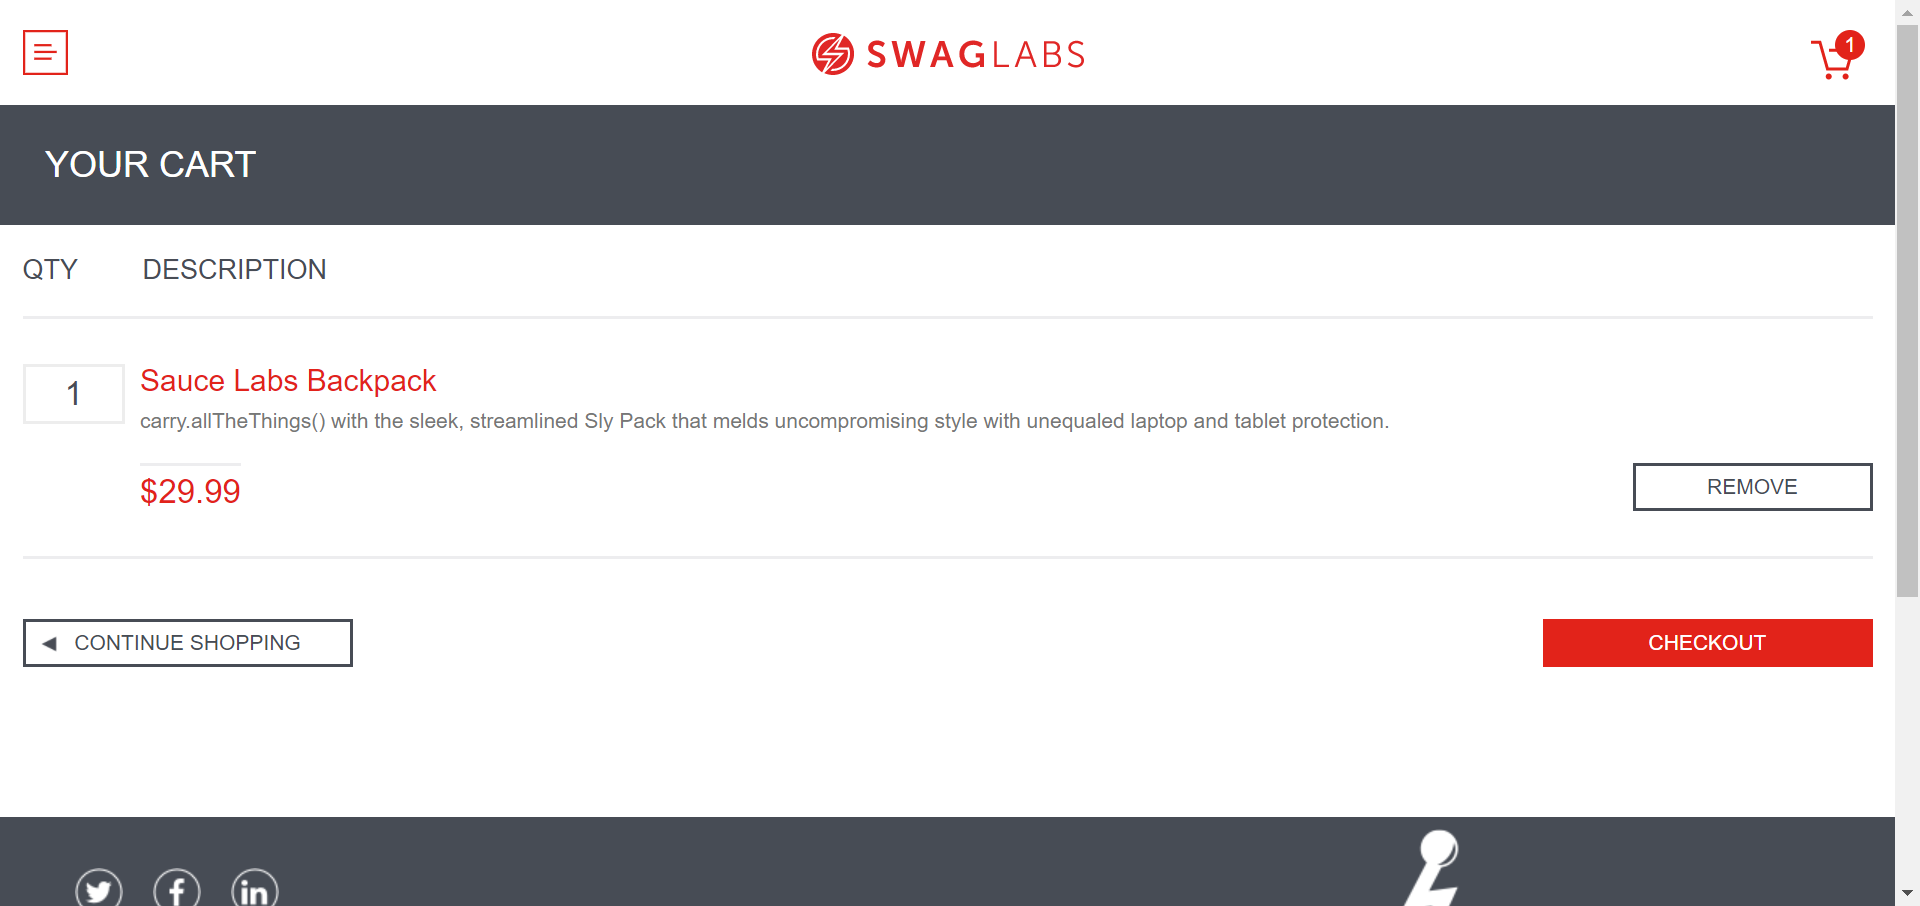 SWAGLABS
1
YOUR CART
QTY DESCRIPTION
1
Sauce Labs Backpack
carry.allTheThings() with the sleek, streamlined Sly Pack that melds uncompromising style with unequaled laptop and tablet protection.
$29.99
REMOVE
CONTINUE SHOPPING
CHECKOUT